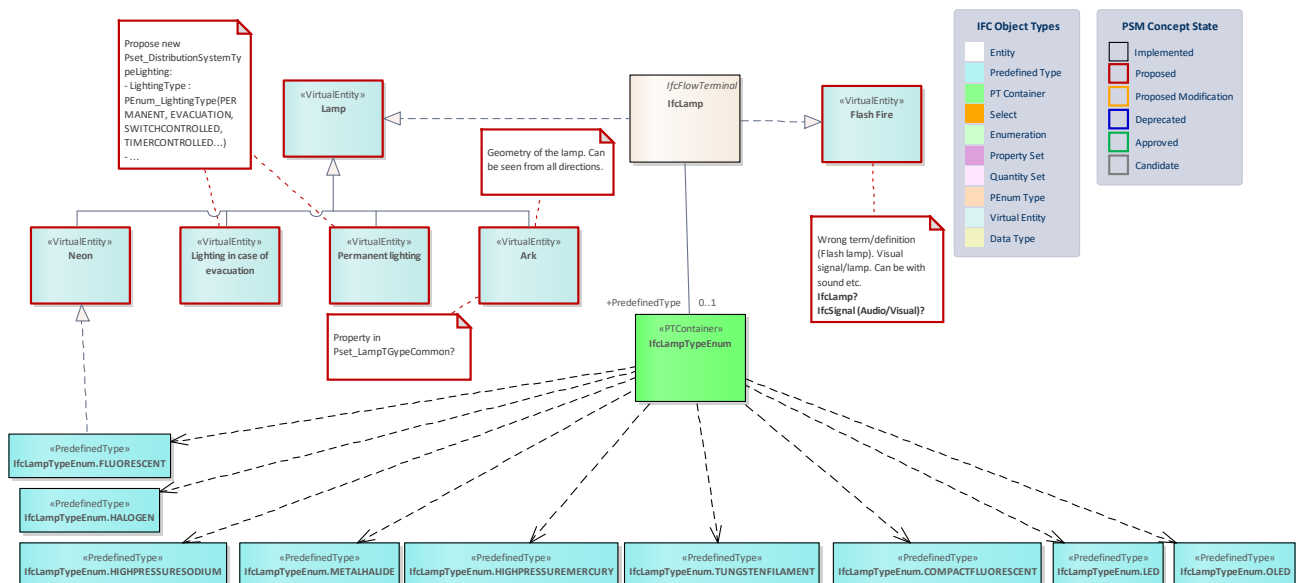 Propose new
Pset_DistributionSystemTy
peLighting:
- LightingType :
PEnum_LightingType(PER
MANENT, EVACUATION,
SWITCHCONTROLLED,
TIMERCONTROLLED...)
- ...
«VirtualEntity»
Lamp
IfcFlowTerminal
IfcLamp
«VirtualEntity»
Flash Fire
IFC Object Types
Entity
Predefined Type
PT Container
Select
Enumeration
Property Set
Quantity Set
PEnum Type
Virtual Entity
Data Type
PSM Concept State
Implemented
Proposed
Proposed Modification
Deprecated
Approved
Candidate
Geometry of the lamp. Can
be seen from all directions.
«VirtualEntity»
Neon
«VirtualEntity»
Lighting in case of
evacuation
«VirtualEntity»
Permanent lighting
«VirtualEntity»
Ark
Wrong term/definition
(Flash lamp). Visual
signal/lamp. Can be with
sound etc.
IfcLamp?
IfcSignal (Audio/Visual)?
+PredefinedType 0..1
Property in
Pset_LampTGypeCommon?
«PTContainer»
IfcLampTypeEnum
«PredefinedType»
IfcLampTypeEnum.FLUORESCENT
«PredefinedType»
IfcLampTypeEnum.HALOGEN
«PredefinedType»
IfcLampTypeEnum.HIGHPRESSURESODIUM
«PredefinedType»
IfcLampTypeEnum.METALHALIDE
«PredefinedType»
IfcLampTypeEnum.HIGHPRESSUREMERCURY
«PredefinedType»
IfcLampTypeEnum.TUNGSTENFILAMENT
«PredefinedType»
IfcLampTypeEnum.COMPACTFLUORESCENT
«PredefinedType»
IfcLampTypeEnum.LED
«PredefinedType»
IfcLampTypeEnum.OLED